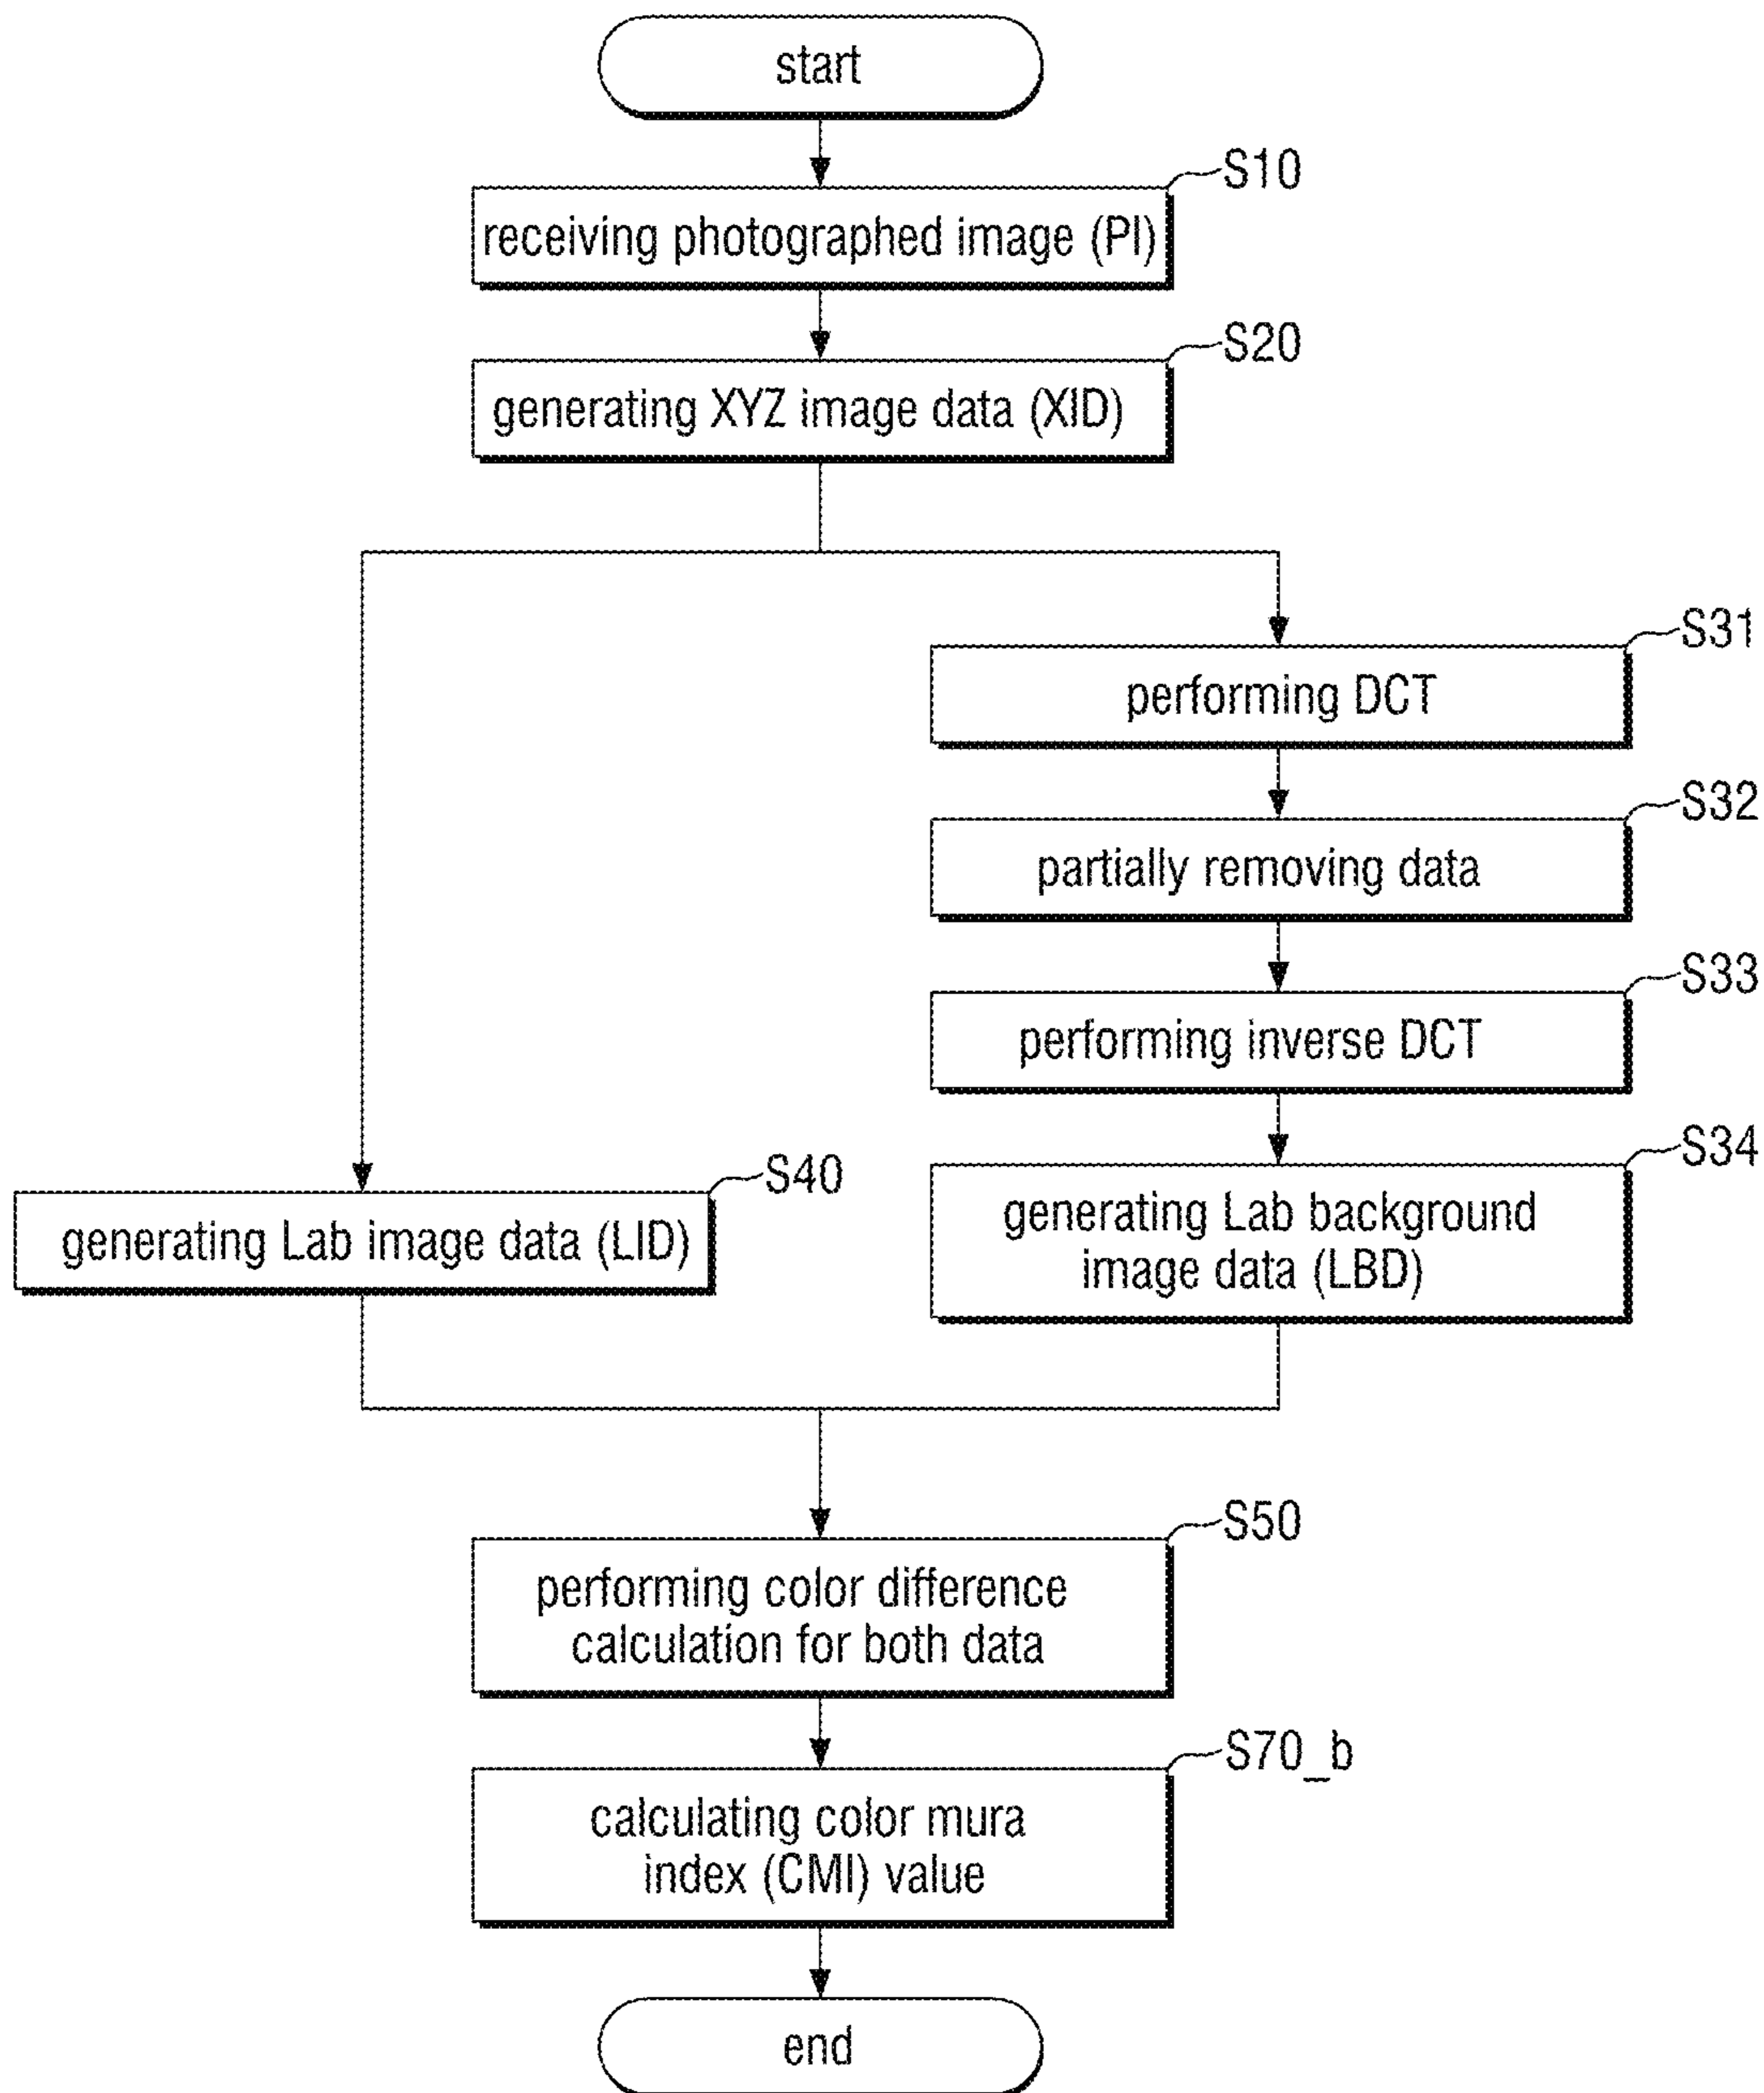 start
S10
receiving photographed image (PI)
S20
generating XYZ image data (XID)
S31
performing DCT
S32
partially removing data
S33
performing inverse DCT
S34
generating Lab background
image data (LBD)
S40
generating Lab image data (LID)
S50
performing color difference
calculation for both data
S70_b
calculating color mura
index (CMI) value
end